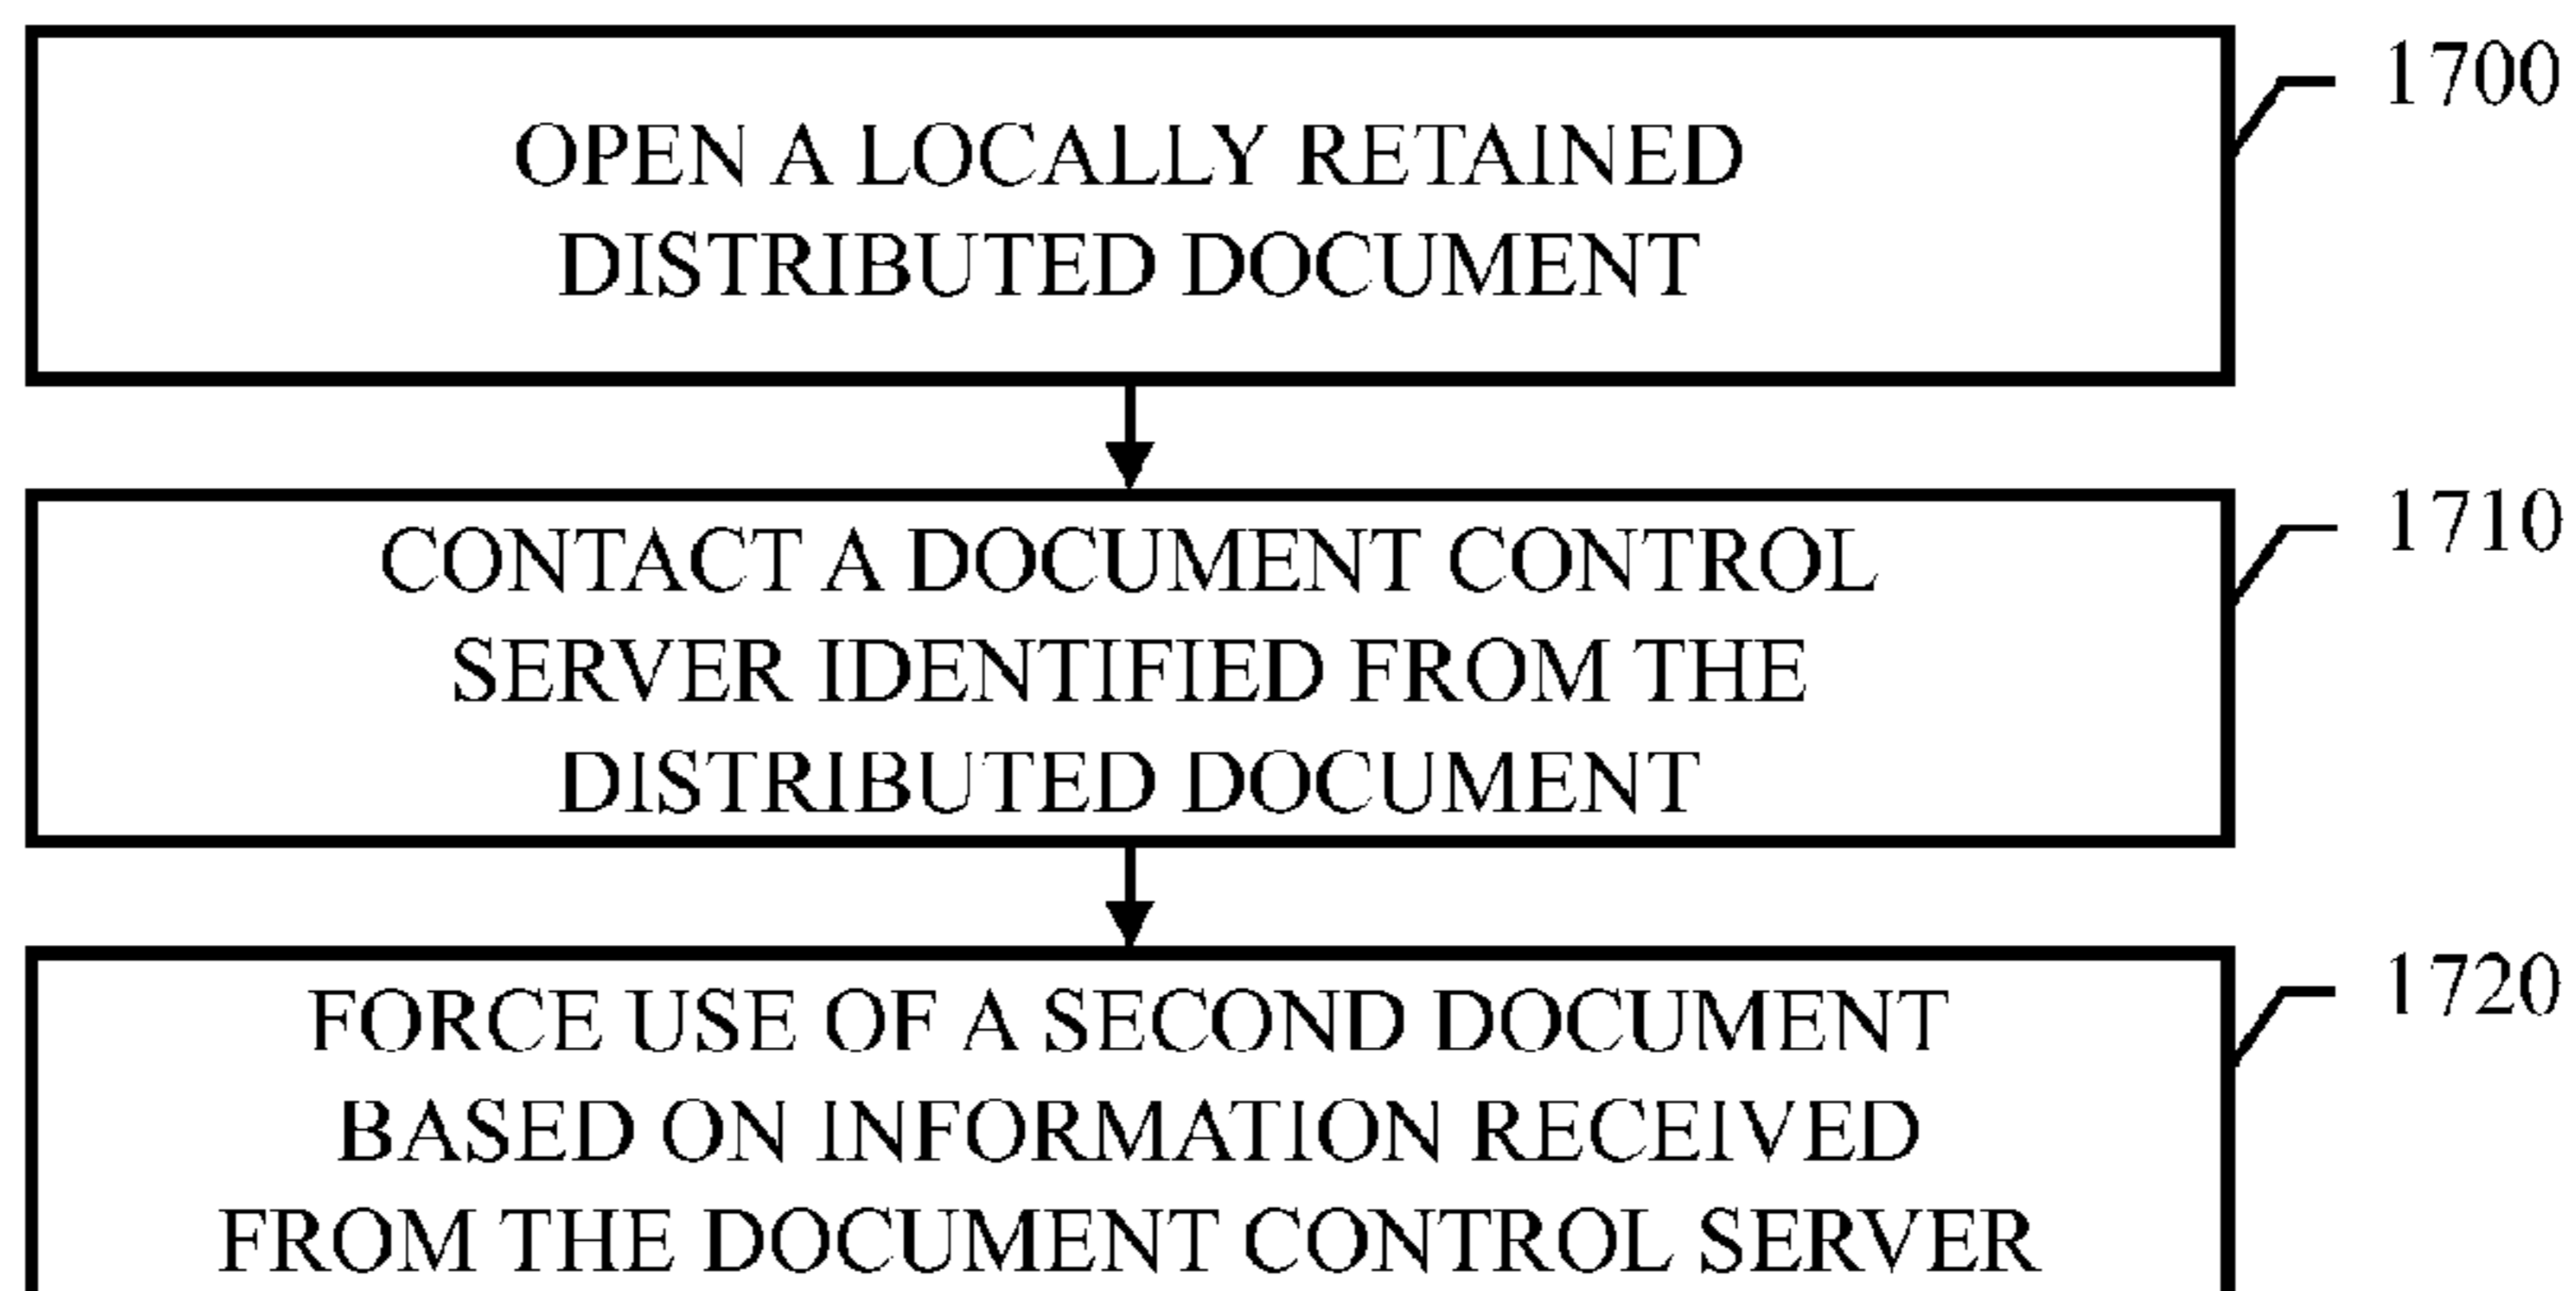 1700
OPEN A LOCALLY RETAINED
DISTRIBUTED DOCUMENT
1710
CONTACT A DOCUMENT CONTROL
SERVER IDENTIFIED FROM THE
DISTRIBUTED DOCUMENT
1720
FORCE USE OF A SECOND DOCUMENT
BASED ON INFORMATION RECEIVED
FROM THE DOCUMENT CONTROL SERVER